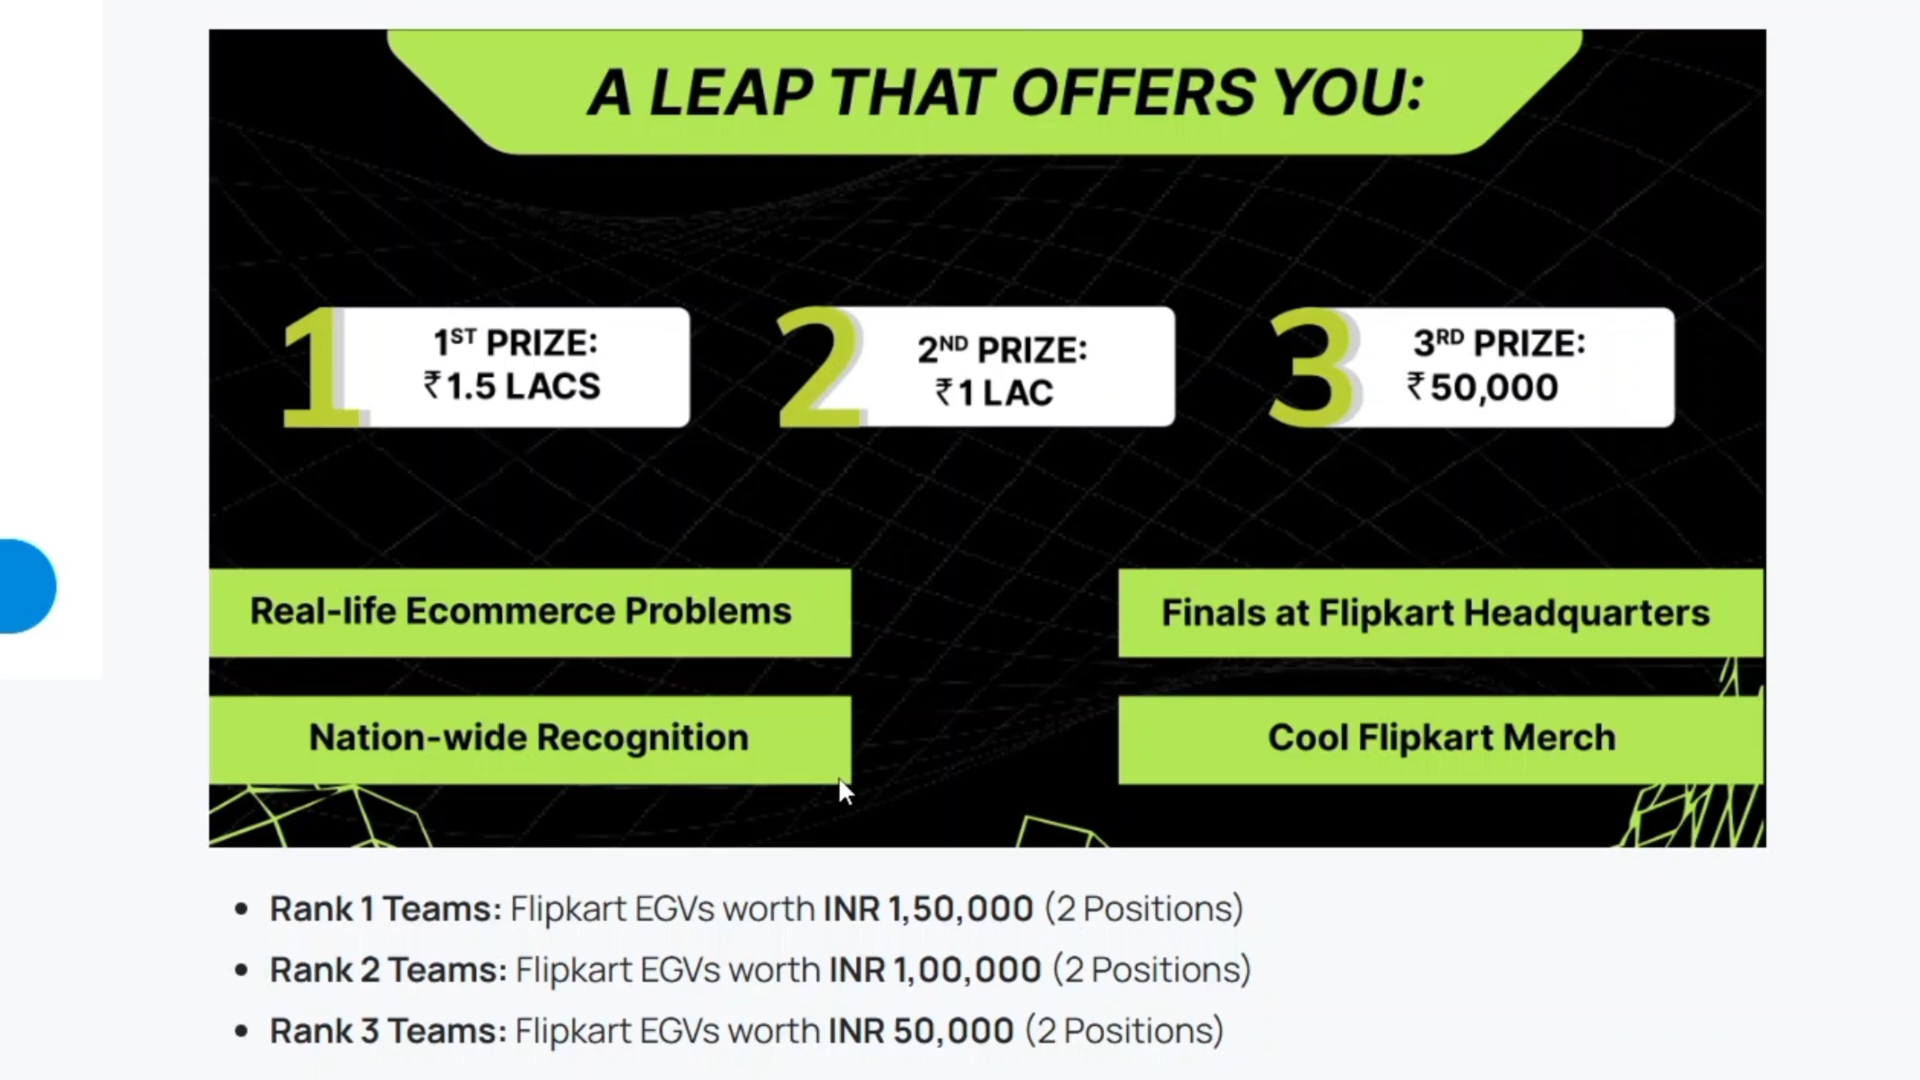 A LEAP THAT OFFERS YOU:
1
1ST PRIZE:
₹1.5 LACS
2
2ND PRIZE:
₹1 LAC
3
3RD PRIZE:
₹50,000
Real-life Ecommerce Problems
Finals at Flipkart Headquarters
Nation-wide Recognition
Cool Flipkart Merch
• Rank 1 Teams: Flipkart EGVs worth INR 1,50,000 (2 Positions)
• Rank 2 Teams: Flipkart EGVs worth INR 1,00,000 (2 Positions)
• Rank 3 Teams: Flipkart EGVs worth INR 50,000 (2 Positions)